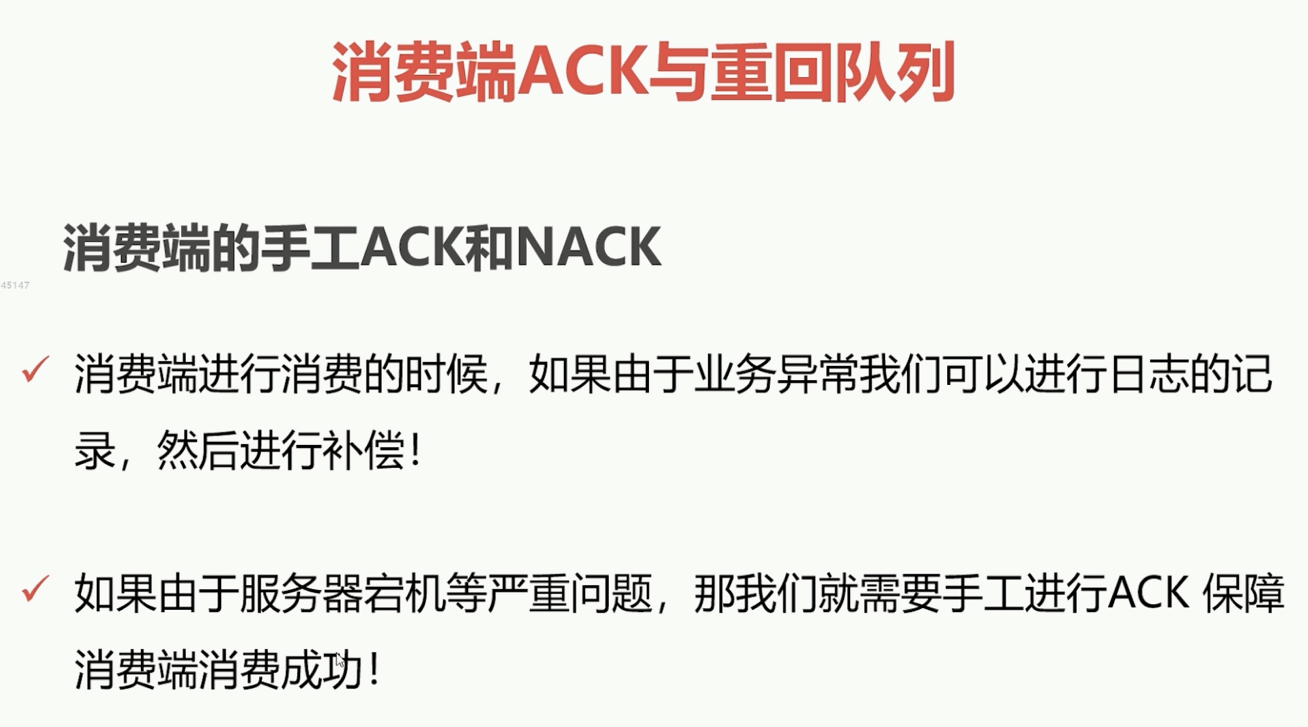 消费端ACK与重回队列
消费端的手工ACK和NACK
45147
消费端进行消费的时候，如果由于业务异常我们可以进行日志的记
录，然后进行补偿！
如果由于服务器宕机等严重问题，那我们就需要手工进行ACK 保障
消费端消费成功！